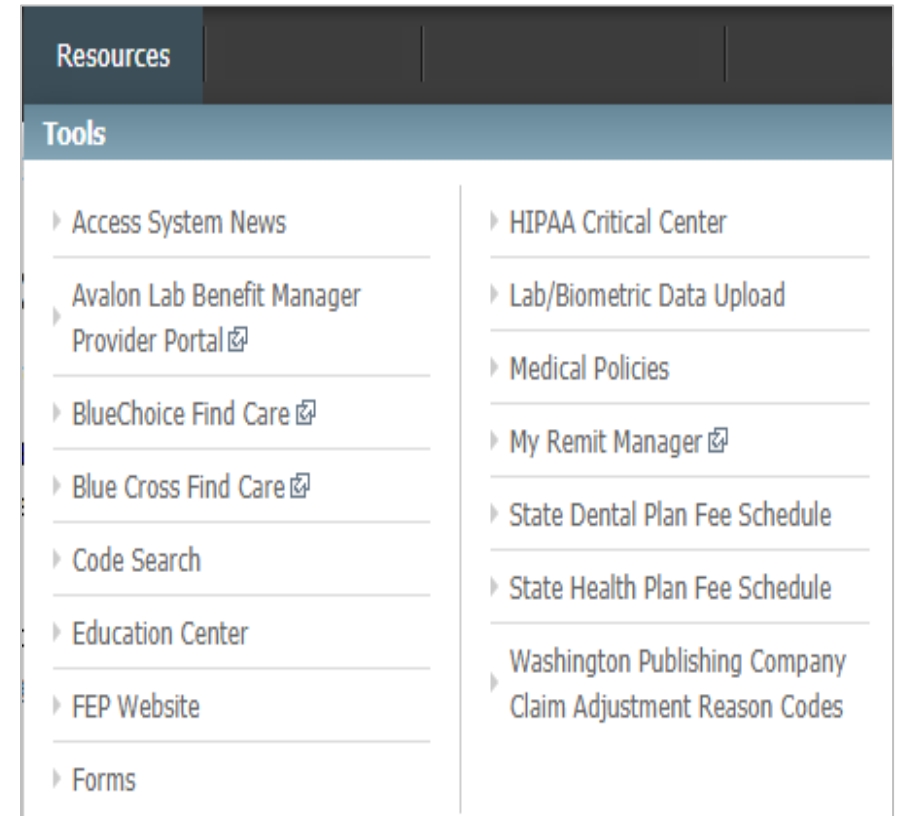 Resources
Tools
Access System News
Avalon Lab Benefit Manager
Provider Portal
BlueChoice Find Care
Blue Cross Find Care
Code Search
Education Center
FEP Website
Forms
HIPAA Critical Center
Lab/Biometric Data Upload
Medical Policies
My Remit Manager
State Dental Plan Fee Schedule
State Health Plan Fee Schedule
Washington Publishing Company
Claim Adjustment Reason Codes